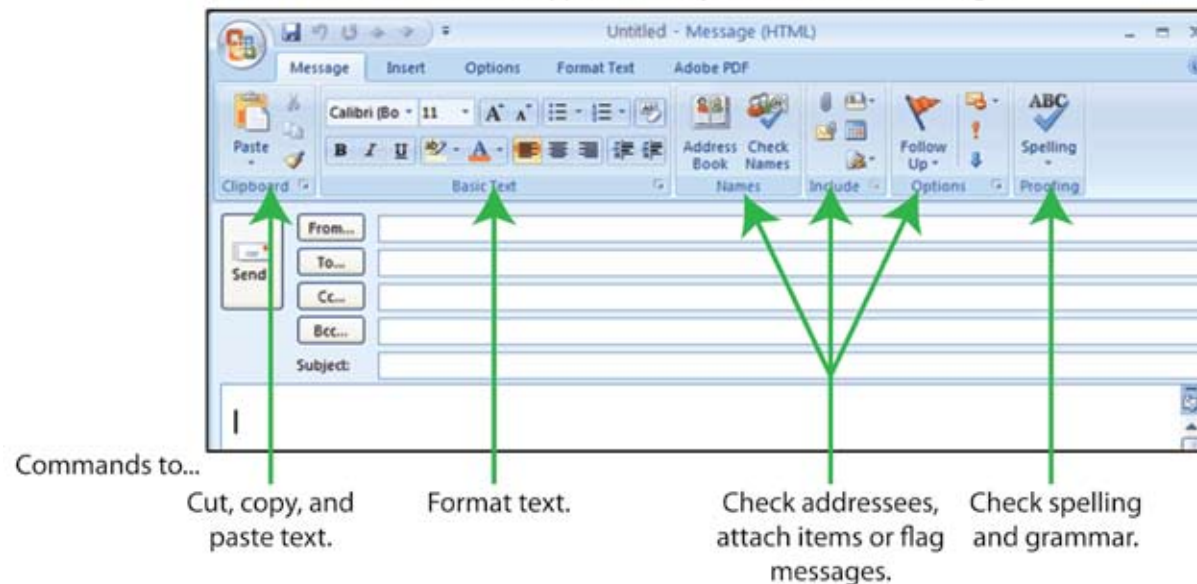 Untitled - Message (HTML)
Message Insert Options Format Text Adobe PDF
Calibri (Bo 11 A A ABC
Paste B I U ab A Address Book Check Names Follow Up Spelling
Clipboard Basic Text Names Include Options Proofing
From...
Send
To...
Cc...
Bcc...
Subject:
Commands to...
Cut, copy, and
paste text.
Format text.
Check addressees,
attach items or flag
messages.
Check spelling
and grammar.